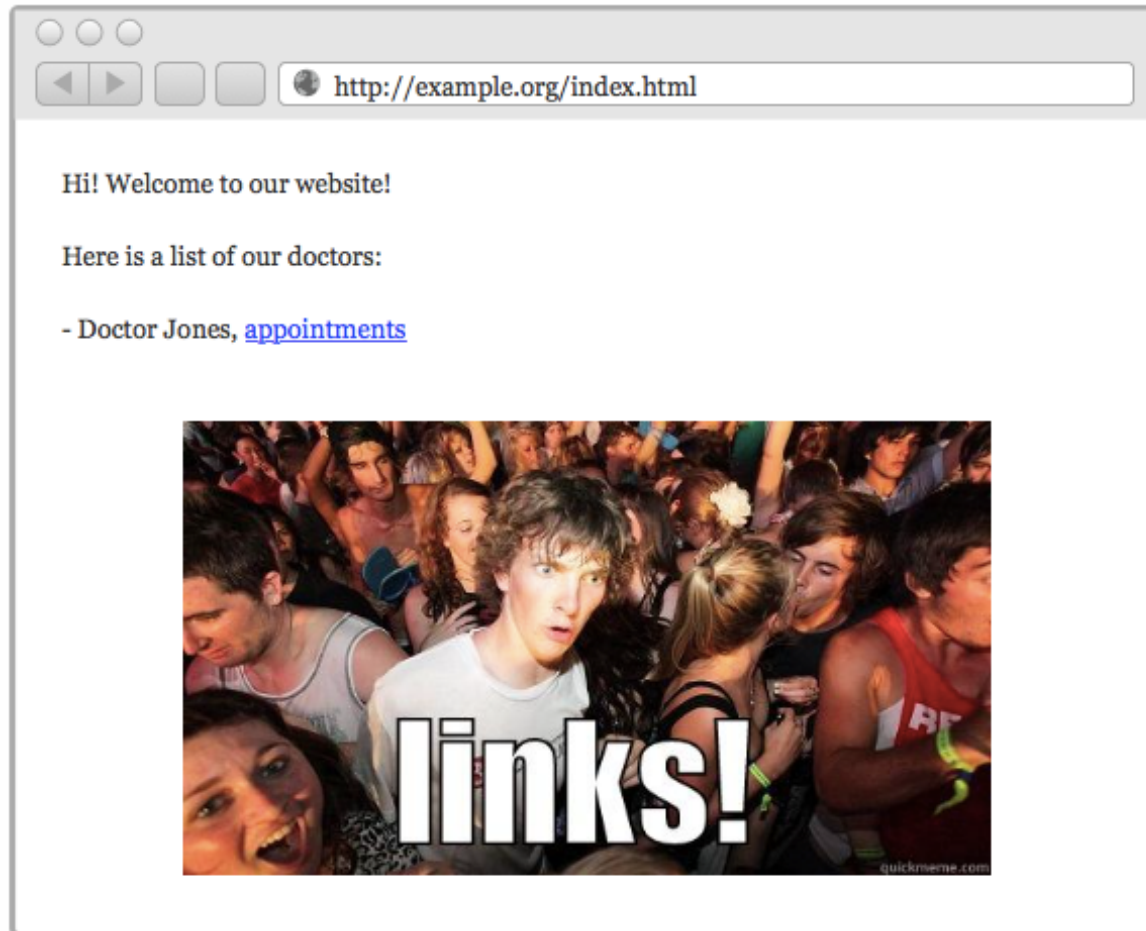 http://example.org/index.html
Hi! Welcome to our website!
Here is a list of our doctors:
- Doctor Jones, appointments
links!
quickmeme.com